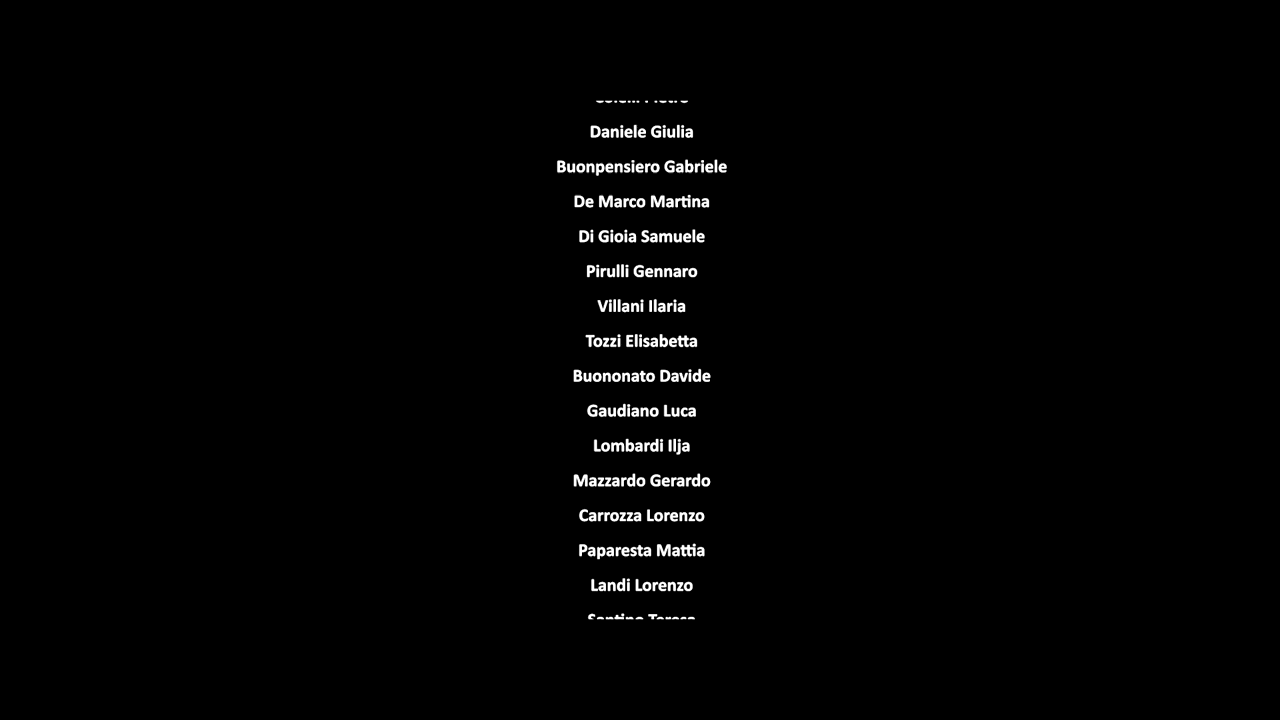 Daniele Giulia
Buonpensiero Gabriele
De Marco Martina
Di Gioia Samuele
Pirulli Gennaro
Villani Ilaria
Tozzi Elisabetta
Buononato Davide
Gaudiano Luca
Lombardi Ilja
Mazzardo Gerardo
Carrozza Lorenzo
Paparesta Mattia
Landi Lorenzo